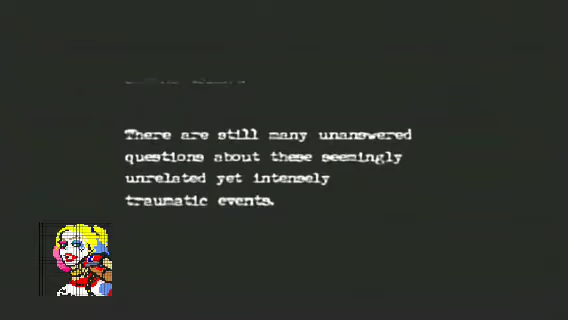 There are still many unanswered
questions about these seemingly
unrelated yet intensely
traumatic events.